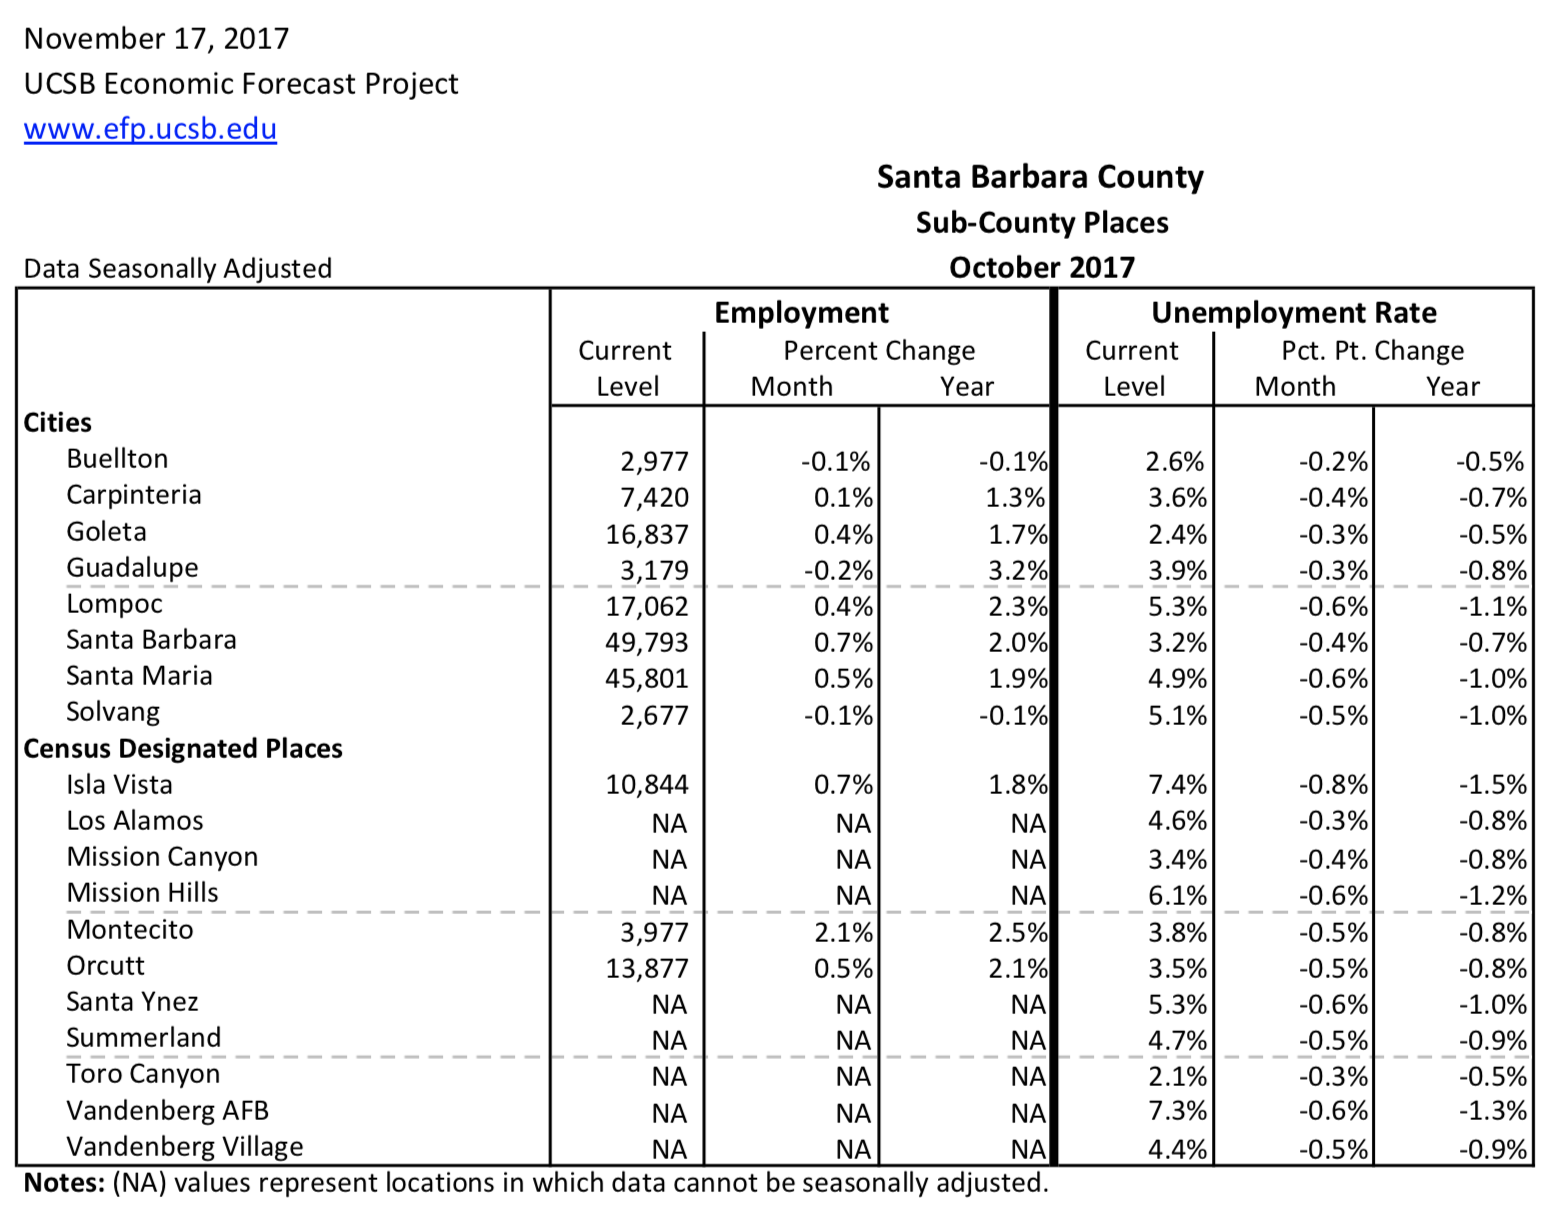 November 17, 2017
UCSB Economic Forecast Project
www.efp.ucsb.edu
Santa Barbara County
Sub-County Places
Data Seasonally Adjusted October 2017
Employment Unemployment Rate
Current Percent Change Current Pct. Pt. Change
Level Month Year Level Month Year
Cities
Buellton 2,977 -0.1% -0.1% 2.6% -0.2% -0.5%
Carpinteria 7,420 0.1% 1.3% 3.6% -0.4% -0.7%
Goleta 16,837 0.4% 1.7% 2.4% -0.3% -0.5%
Guadalupe 3,179 -0.2% 3.2% 3.9% -0.3% -0.8%
Lompoc 17,062 0.4% 2.3% 5.3% -0.6% -1.1%
Santa Barbara 49,793 0.7% 2.0% 3.2% -0.4% -0.7%
Santa Maria 45,801 0.5% 1.9% 4.9% -0.6% -1.0%
Solvang 2,677 -0.1% -0.1% 5.1% -0.5% -1.0%
Census Designated Places
Isla Vista 10,844 0.7% 1.8% 7.4% -0.8% -1.5%
Los Alamos NA NA NA 4.6% -0.3% -0.8%
Mission Canyon NA NA NA 3.4% -0.4% -0.8%
Mission Hills NA NA NA 6.1% -0.6% -1.2%
Montecito 3,977 2.1% 2.5% 3.8% -0.5% -0.8%
Orcutt 13,877 0.5% 2.1% 3.5% -0.5% -0.8%
Santa Ynez NA NA NA 5.3% -0.6% -1.0%
Summerland NA NA NA 4.7% -0.5% -0.9%
Toro Canyon NA NA NA 2.1% -0.3% -0.5%
Vandenberg AFB NA NA NA 7.3% -0.6% -1.3%
Vandenberg Village NA NA NA 4.4% -0.5% -0.9%
Notes: (NA) values represent locations in which data cannot be seasonally adjusted.